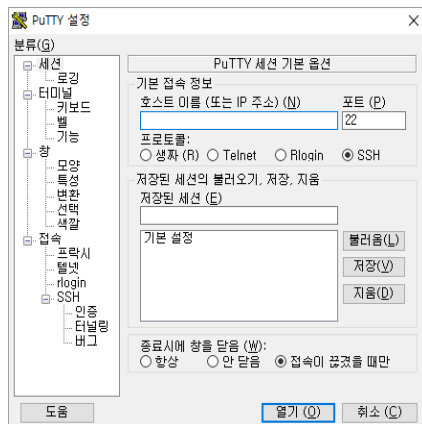 PuTTY 설정
분류(G)
세션
로깅
터미널
키보드
벨
기능
창
모양
특성
변환
선택
색깔
접속
프락시
텔넷
rlogin
SSH
인증
터널링
버그
PuTTY 세션 기본 옵션
기본 접속 정보
호스트 이름 (또는 IP 주소) (N) 포트 (P)
22
프로토콜:
생짜 (R) Telnet Rlogin SSH
저장된 세션의 불러오기, 저장, 지움
저장된 세션 (E)
기본 설정
불러옴(L)
저장(V)
지움(D)
종료시에 창을 닫음 (W):
항상 안 닫음 접속이 끊겼을 때만
도움 열기 (O) 취소 (C)